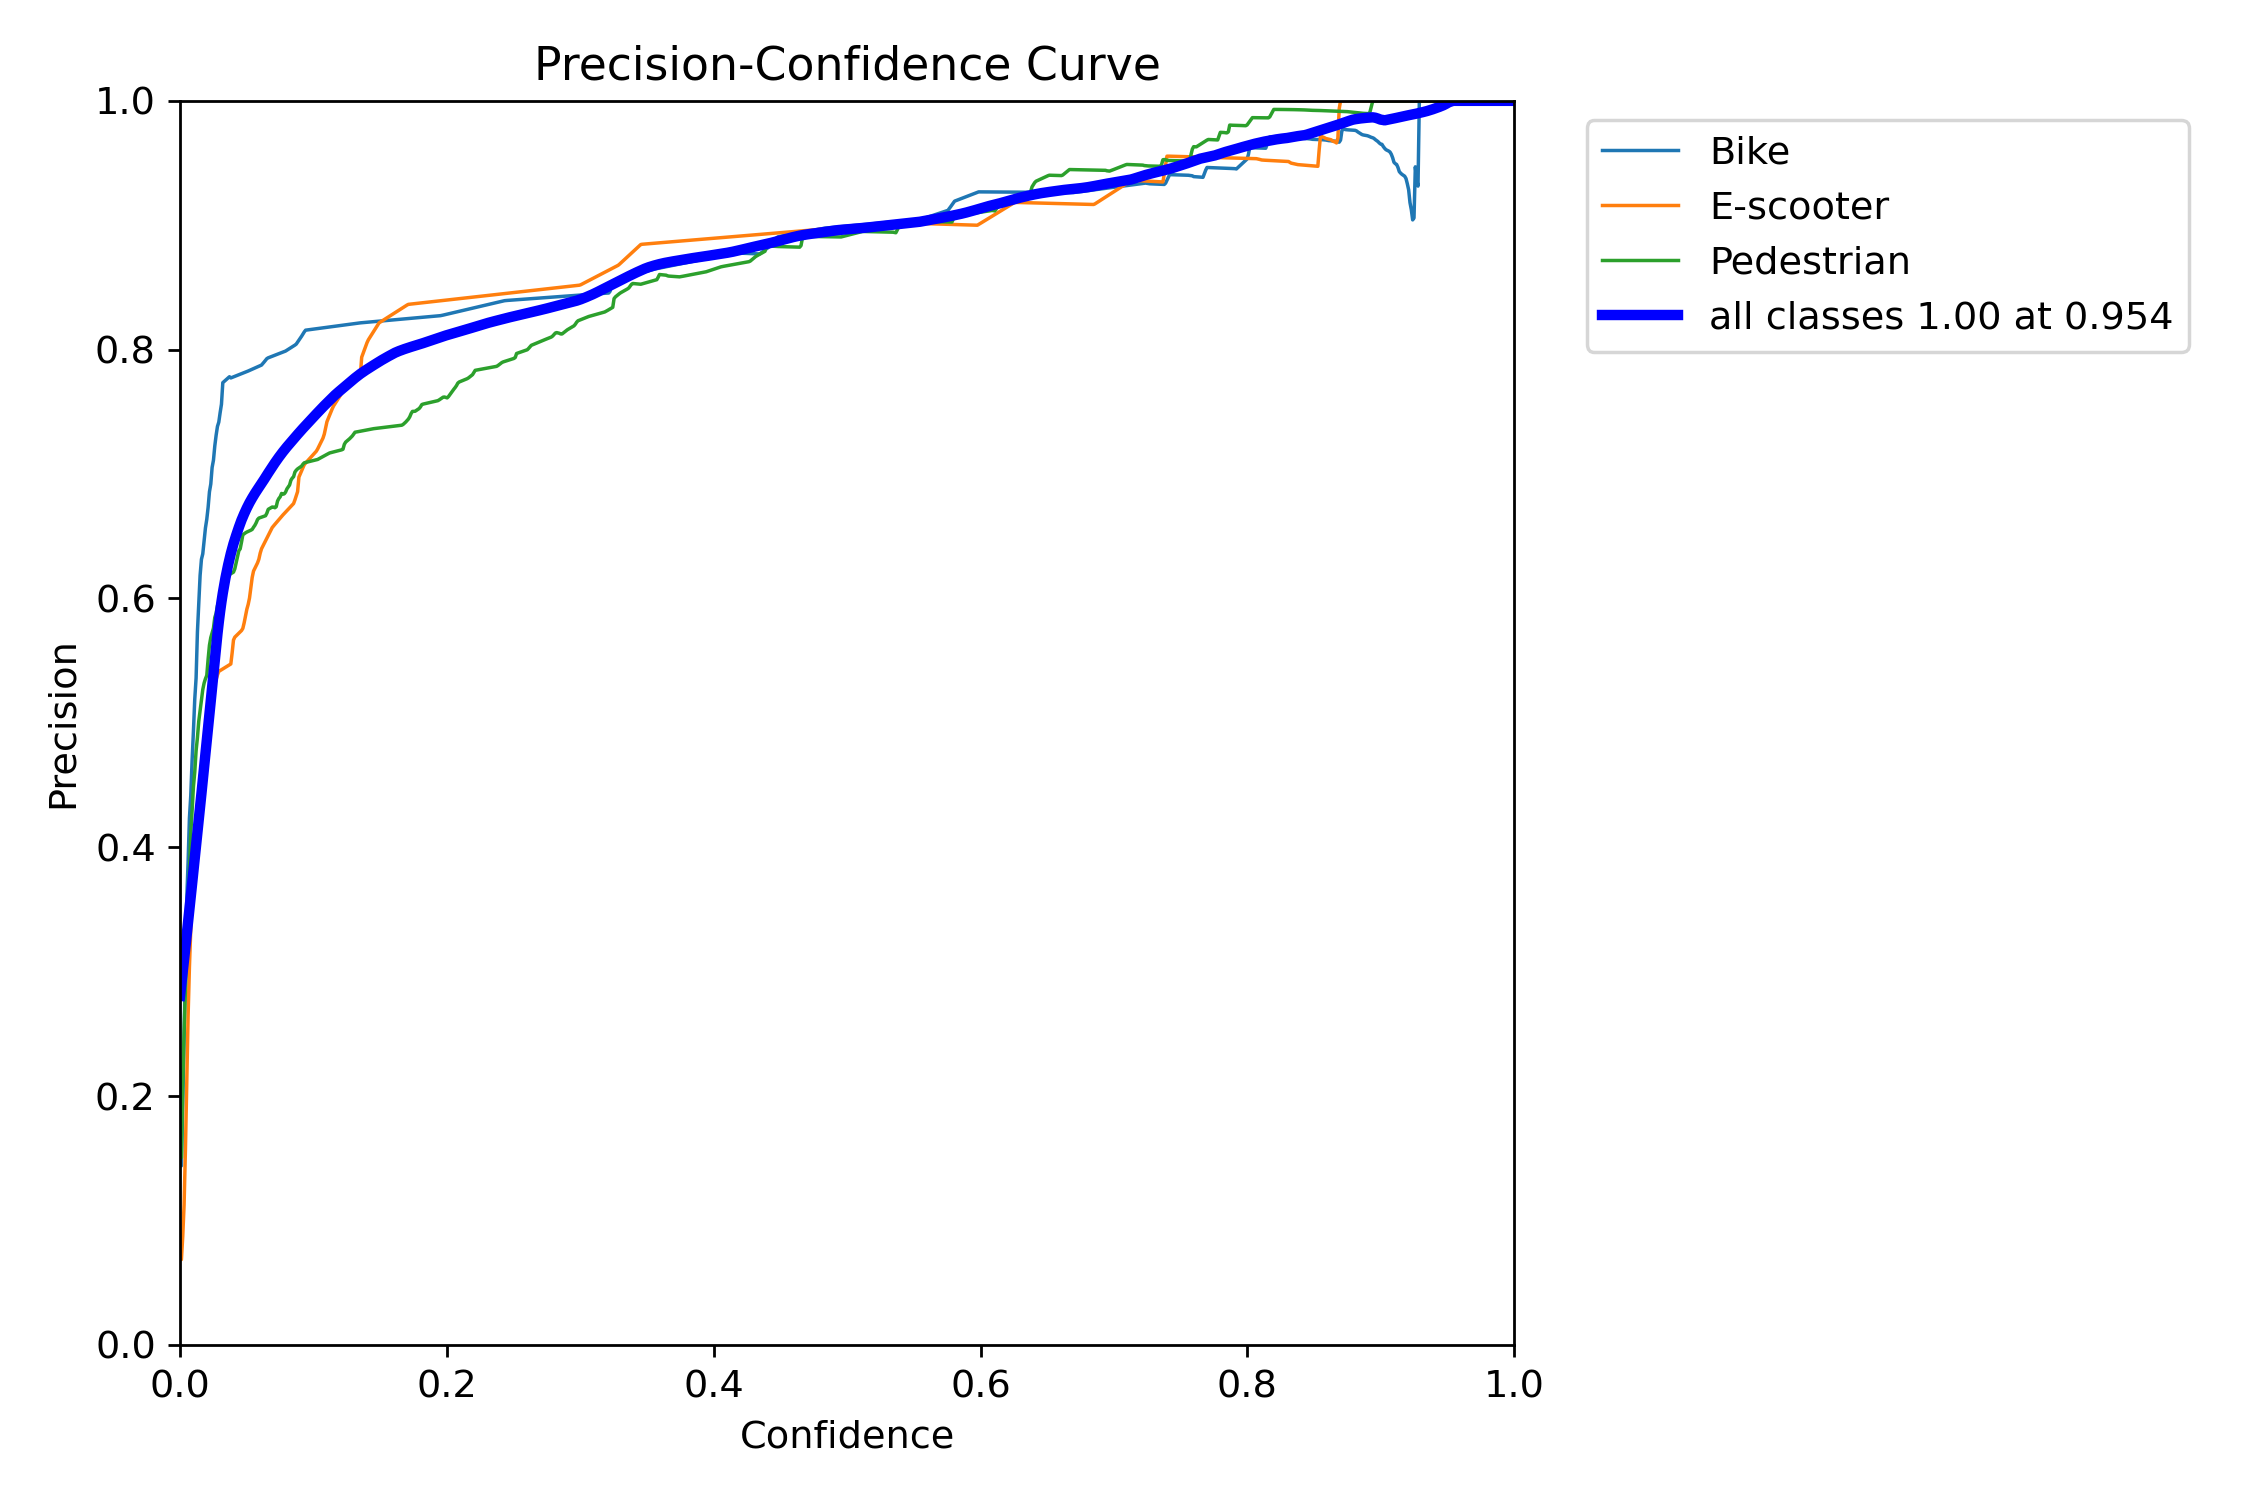 Precision-Confidence Curve
1.0
0.8
0.6
0.4
0.2
0.0
Precision
0.0 0.2 0.4 0.6 0.8 1.0
Confidence
Bike
E-scooter
Pedestrian
all classes 1.00 at 0.954